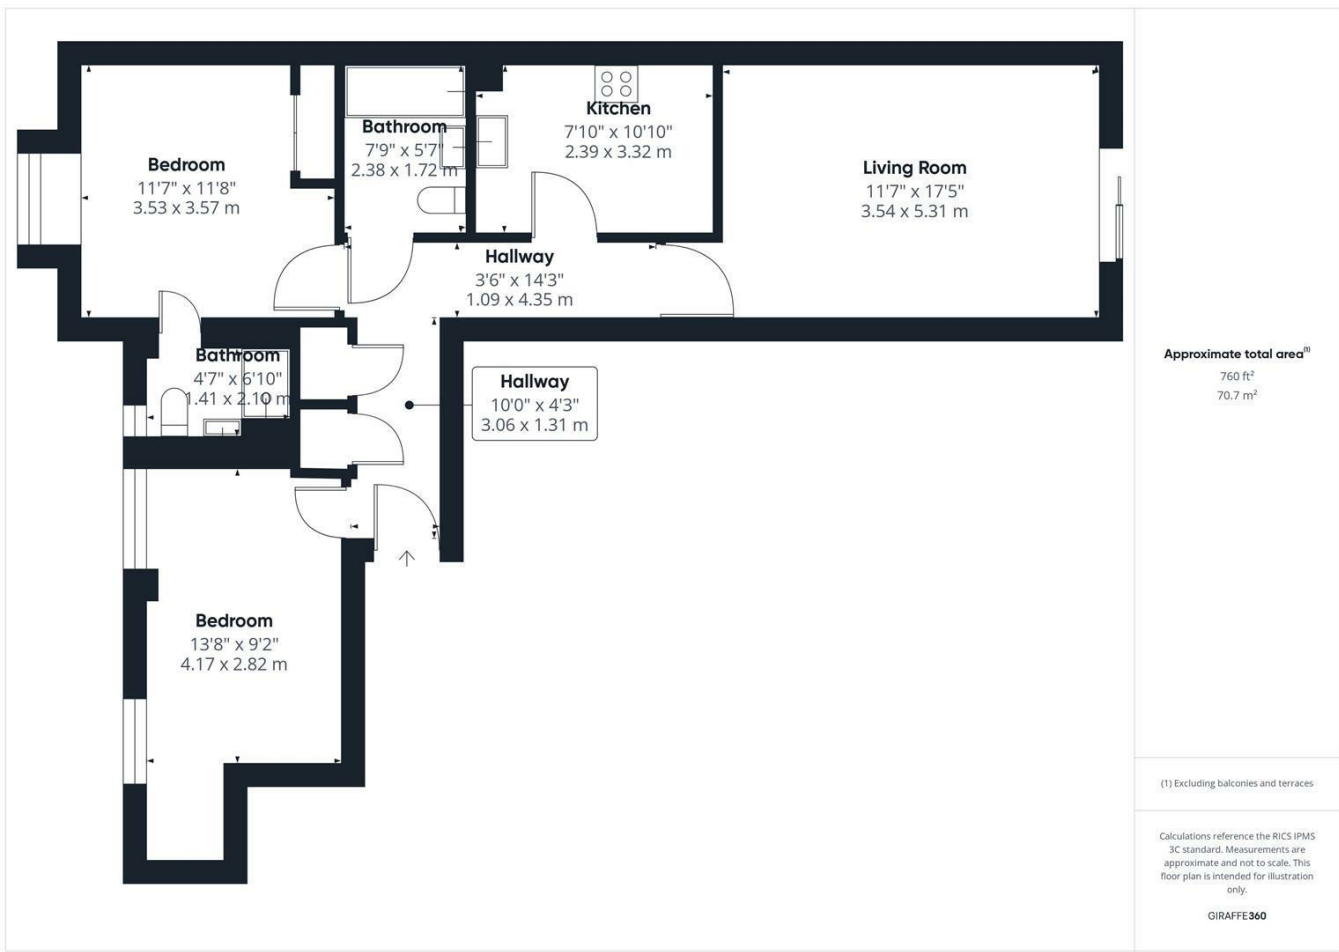 Bedroom
11'7" x 11'8"
3.53 x 3.57 m
Bathroom
7'9" x 5'7"
2.38 x 1.72 m
Kitchen
7'10" x 10'10"
2.39 x 3.32 m
Living Room
11'7" x 17'5"
3.54 x 5.31 m
Hallway
3'6" x 14'3"
1.09 x 4.35 m
Bathroom
4'7" x 6'10"
1.41 x 2.10 m
Hallway
10'0" x 4'3"
3.06 x 1.31 m
Bedroom
13'8" x 9'2"
4.17 x 2.82 m
Approximate total area(1)
760 ft²
70.7 m²
(1) Excluding balconies and terraces
Calculations reference the RICS IPMS
3C standard. Measurements are
approximate and not to scale. This
floor plan is intended for illustration
only.
GIRAFFE360